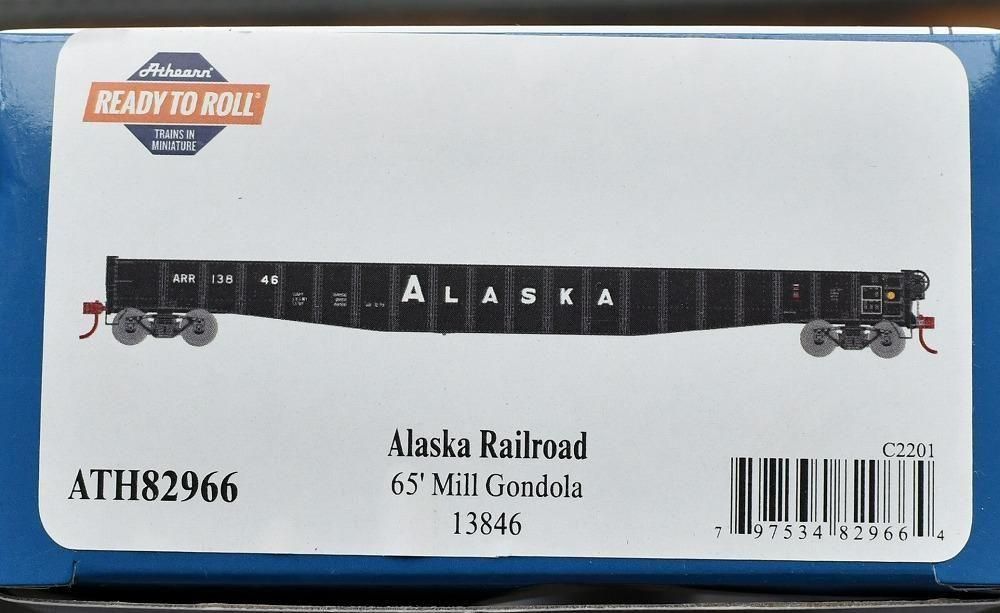 Athearn
READY TO ROLL®
TRAINS IN
MINIATURE
ARR 138 46
ALASKA
Alaska Railroad
65' Mill Gondola
13846
ATH82966
C2201
7 97534 82966 4